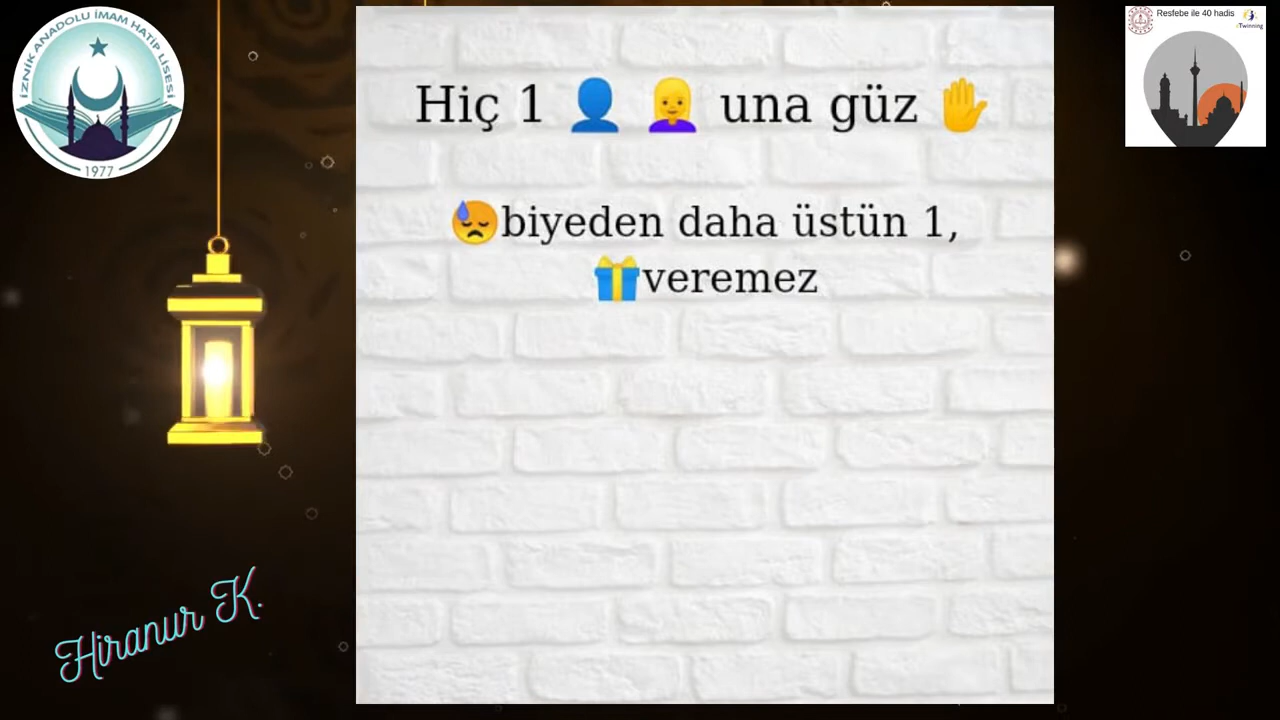 İZNİK ANADOLU İMAM HATİP LİSESİ
1977
Resfebe ile 40 hadis
eTwinning
Hiç 1 👤 👱‍♀️ una güz ✋
😓biyeden daha üstün 1,
🎁veremez
Hiranur K.